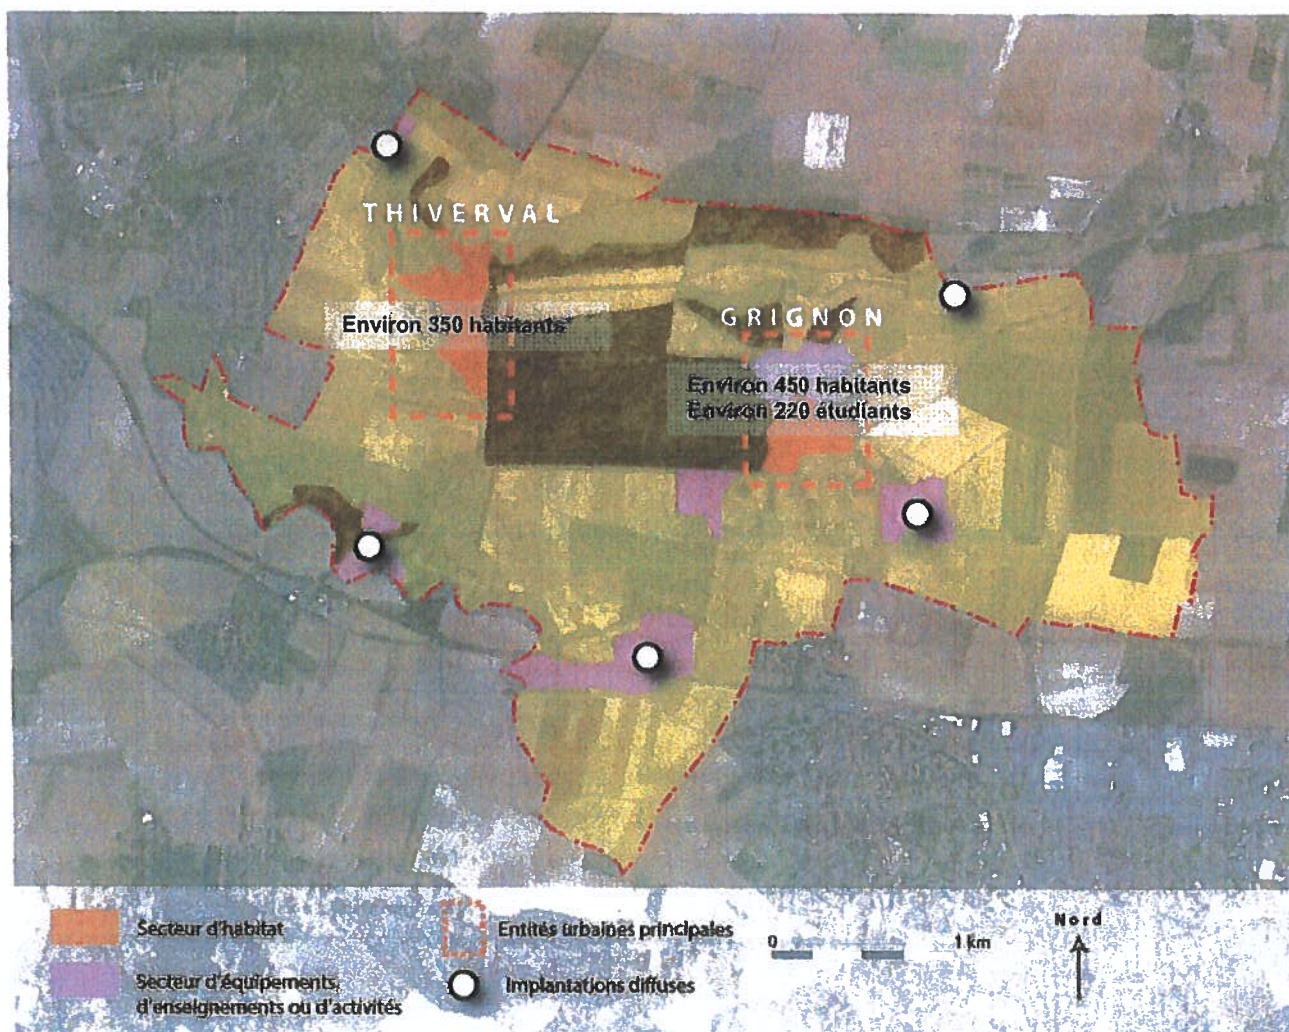 THIVERVAL
Environ 350 habitants*
GRIGNON
Environ 450 habitants
Environ 220 étudiants
Secteur d'habitat
Secteur d'équipements,
d'enseignements ou d'activités
Entités urbaines principales
Implantations diffuses
0 1 km
Nord